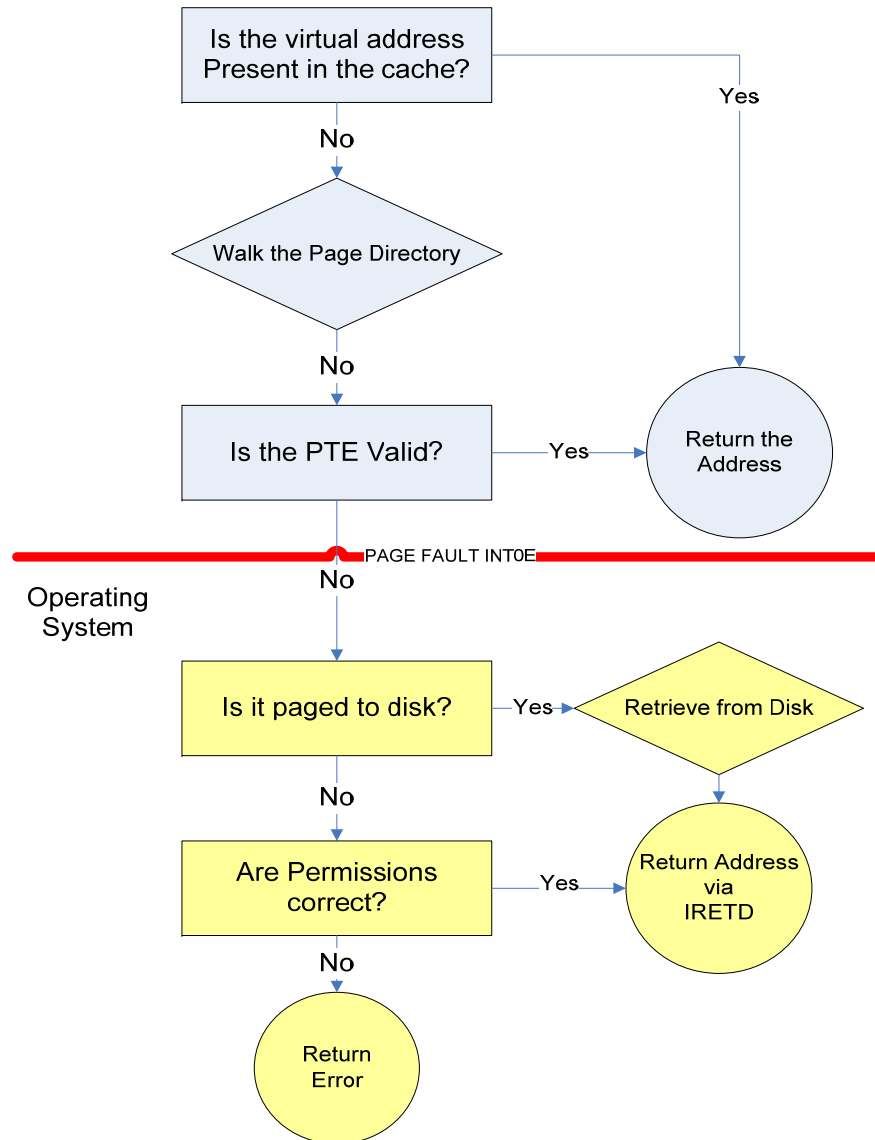 Is the virtual address
Present in the cache?
Yes
No
Walk the Page Directory
No
Is the PTE Valid?
Yes
Return the
Address
PAGE FAULT INT0E
No
Operating
System
Is it paged to disk?
Yes
Retrieve from Disk
No
Are Permissions
correct?
Yes
Return Address
via
IRETD
No
Return
Error